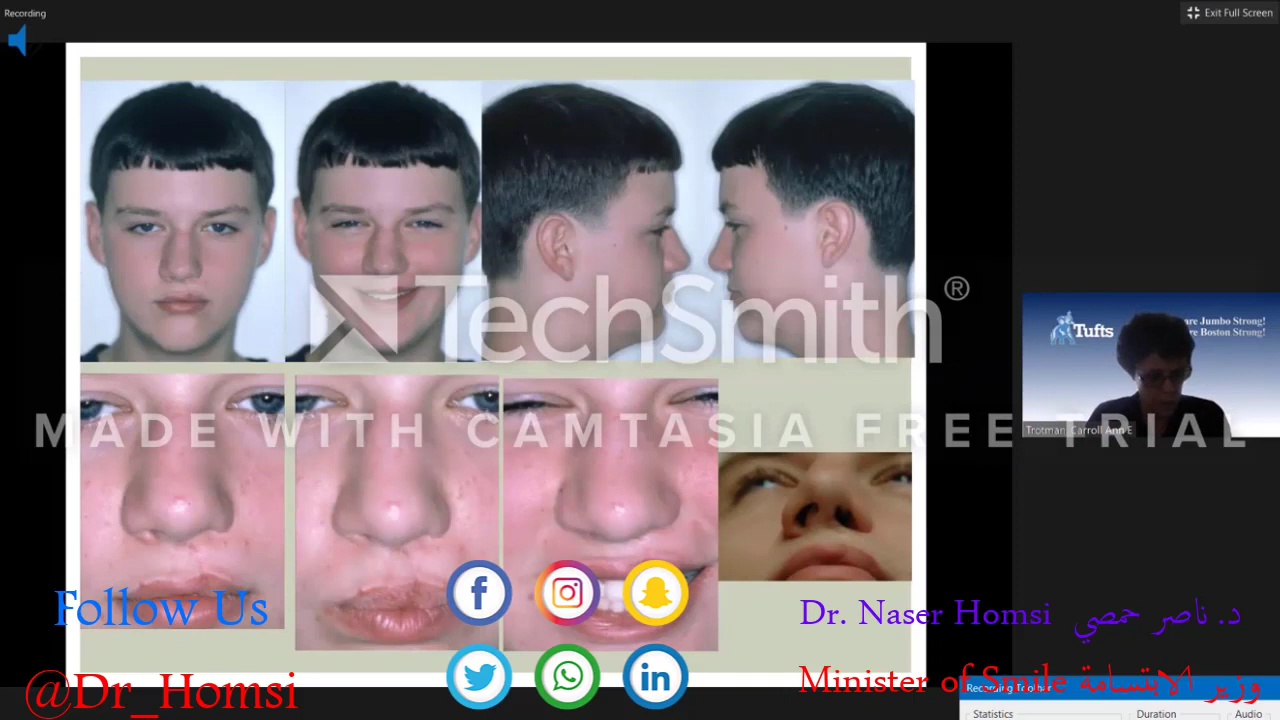 Recording
Exit Full Screen
TechSmith®
MADE WITH CAMTASIA FREE TRIAL
Tufts
are Jumbo Strong!
re Boston Strong!
Trotman, Carroll Ann E
Follow Us
@Dr_Homsi
Dr. Naser Homsi د. ناصر حمصي
Minister of Smile وزير الابتسامة
Recording Toolbar
Statistics
Duration
Audio